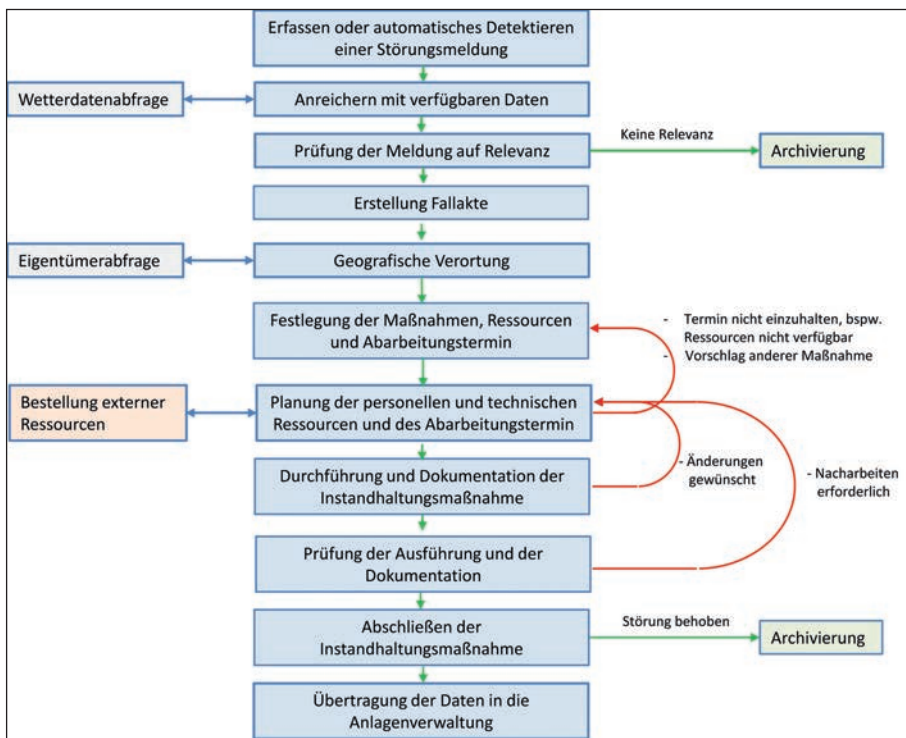 Erfassen oder automatisches Detektieren
einer Störungsmeldung
Wetterdatenabfrage
Anreichern mit verfügbaren Daten
Prüfung der Meldung auf Relevanz
Keine Relevanz
Archivierung
Erstellung Fallakte
Eigentümerabfrage
Geografische Verortung
Festlegung der Maßnahmen, Ressourcen
und Abarbeitungstermin
- Termin nicht einzuhalten, bspw.
Ressourcen nicht verfügbar
- Vorschlag anderer Maßnahme
Bestellung externer
Ressourcen
Planung der personellen und technischen
Ressourcen und des Abarbeitungstermin
Durchführung und Dokumentation der
Instandhaltungsmaßnahme
- Änderungen
gewünscht
- Nacharbeiten
erforderlich
Prüfung der Ausführung und der
Dokumentation
Abschließen der
Instandhaltungsmaßnahme
Störung behoben
Archivierung
Übertragung der Daten in die
Anlagenverwaltung